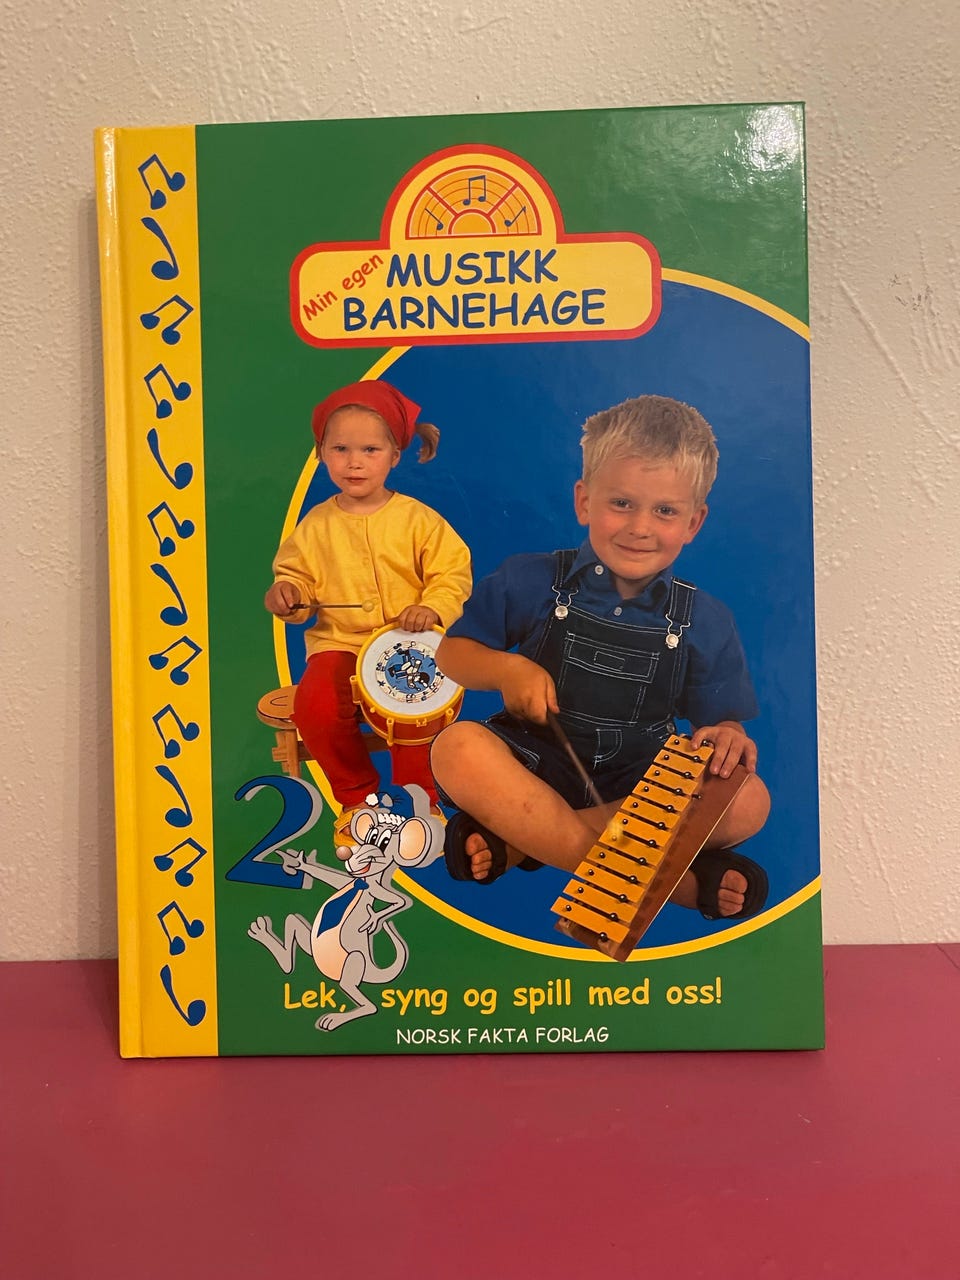 Min egen
MUSIKK
BARNEHAGE
2
Lek, syng og spill med oss!
NORSK FAKTA FORLAG